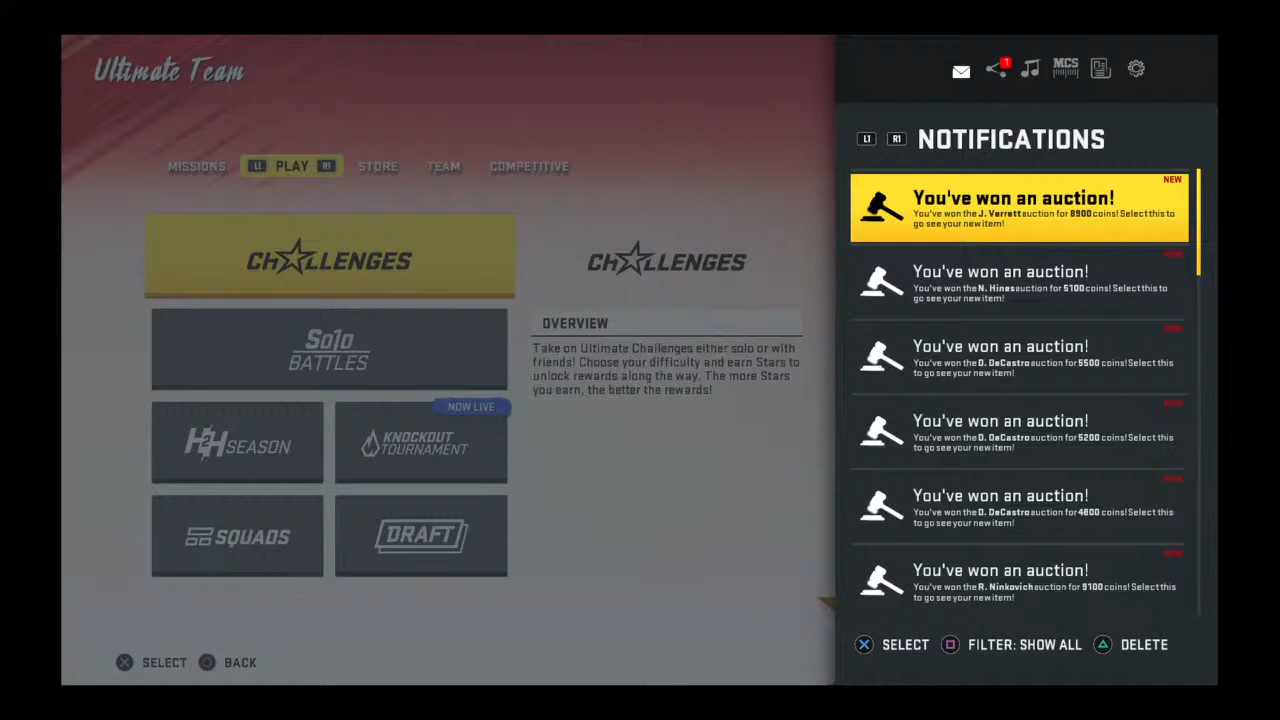 Ultimate Team
1
MCS
MISSIONS
L1 PLAY R1
STORE
TEAM
COMPETITIVE
CHALLENGES
So1o
BATTLES
H2H SEASON
NOW LIVE
KNOCKOUT
TOURNAMENT
SQUADS
DRAFT
CHALLENGES
OVERVIEW
Take on Ultimate Challenges either solo or with
friends! Choose your difficulty and earn Stars to
unlock rewards along the way. The more Stars
you earn, the better the rewards!
SELECT
BACK
L1 R1 NOTIFICATIONS
NEW
You've won an auction!
You've won the J. Verrett auction for 8900 coins! Select this to
go see your new item!
NEW
You've won an auction!
You've won the N. Hines auction for 5100 coins! Select this to
go see your new item!
NEW
You've won an auction!
You've won the D. DeCastro auction for 5500 coins! Select this
to go see your new item!
NEW
You've won an auction!
You've won the D. DeCastro auction for 5200 coins! Select this
to go see your new item!
NEW
You've won an auction!
You've won the D. DeCastro auction for 4800 coins! Select this
to go see your new item!
NEW
You've won an auction!
You've won the R. Ninkovich auction for 9100 coins! Select this
to go see your new item!
SELECT
FILTER: SHOW ALL
DELETE